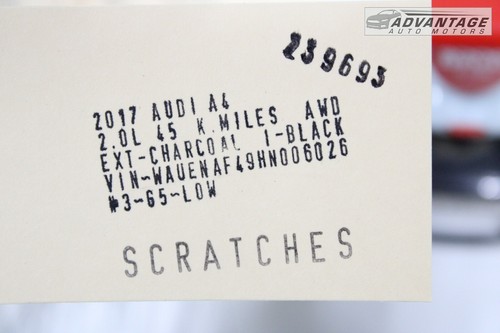 ADVANTAGE
AUTO MOTORS
239693
2017 AUDI A4
2.0L 45 K.MILES AWD
EXT-CHARCOAL I-BLACK
VIN-WAUENAF49HN006026
#3-65-LOW
SCRATCHES